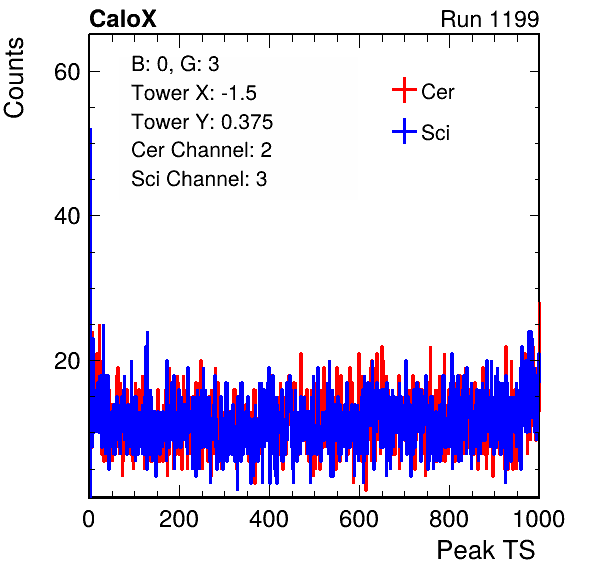 CaloX Run 1199
Counts
B: 0, G: 3
Tower X: -1.5
Tower Y: 0.375
Cer Channel: 2
Sci Channel: 3
Cer
Sci
60
40
20
0 200 400 600 800 1000
Peak TS